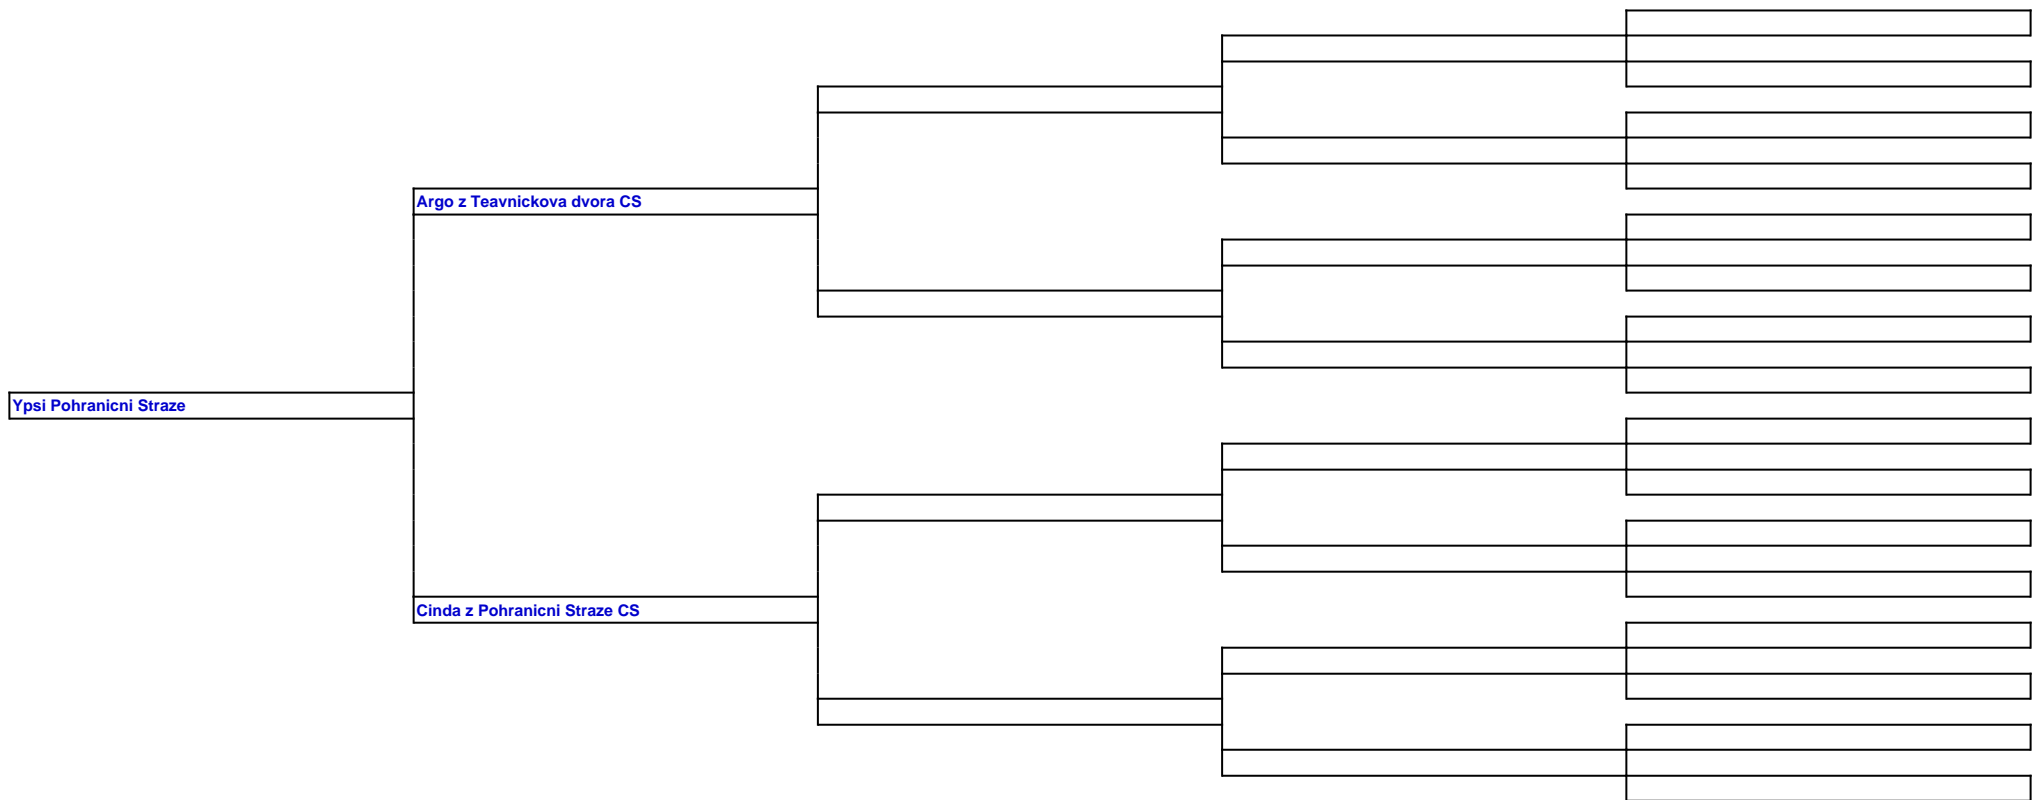 Argo z Teavnickova dvora CS
Ypsi Pohranicni Straze
Cinda z Pohranicni Straze CS